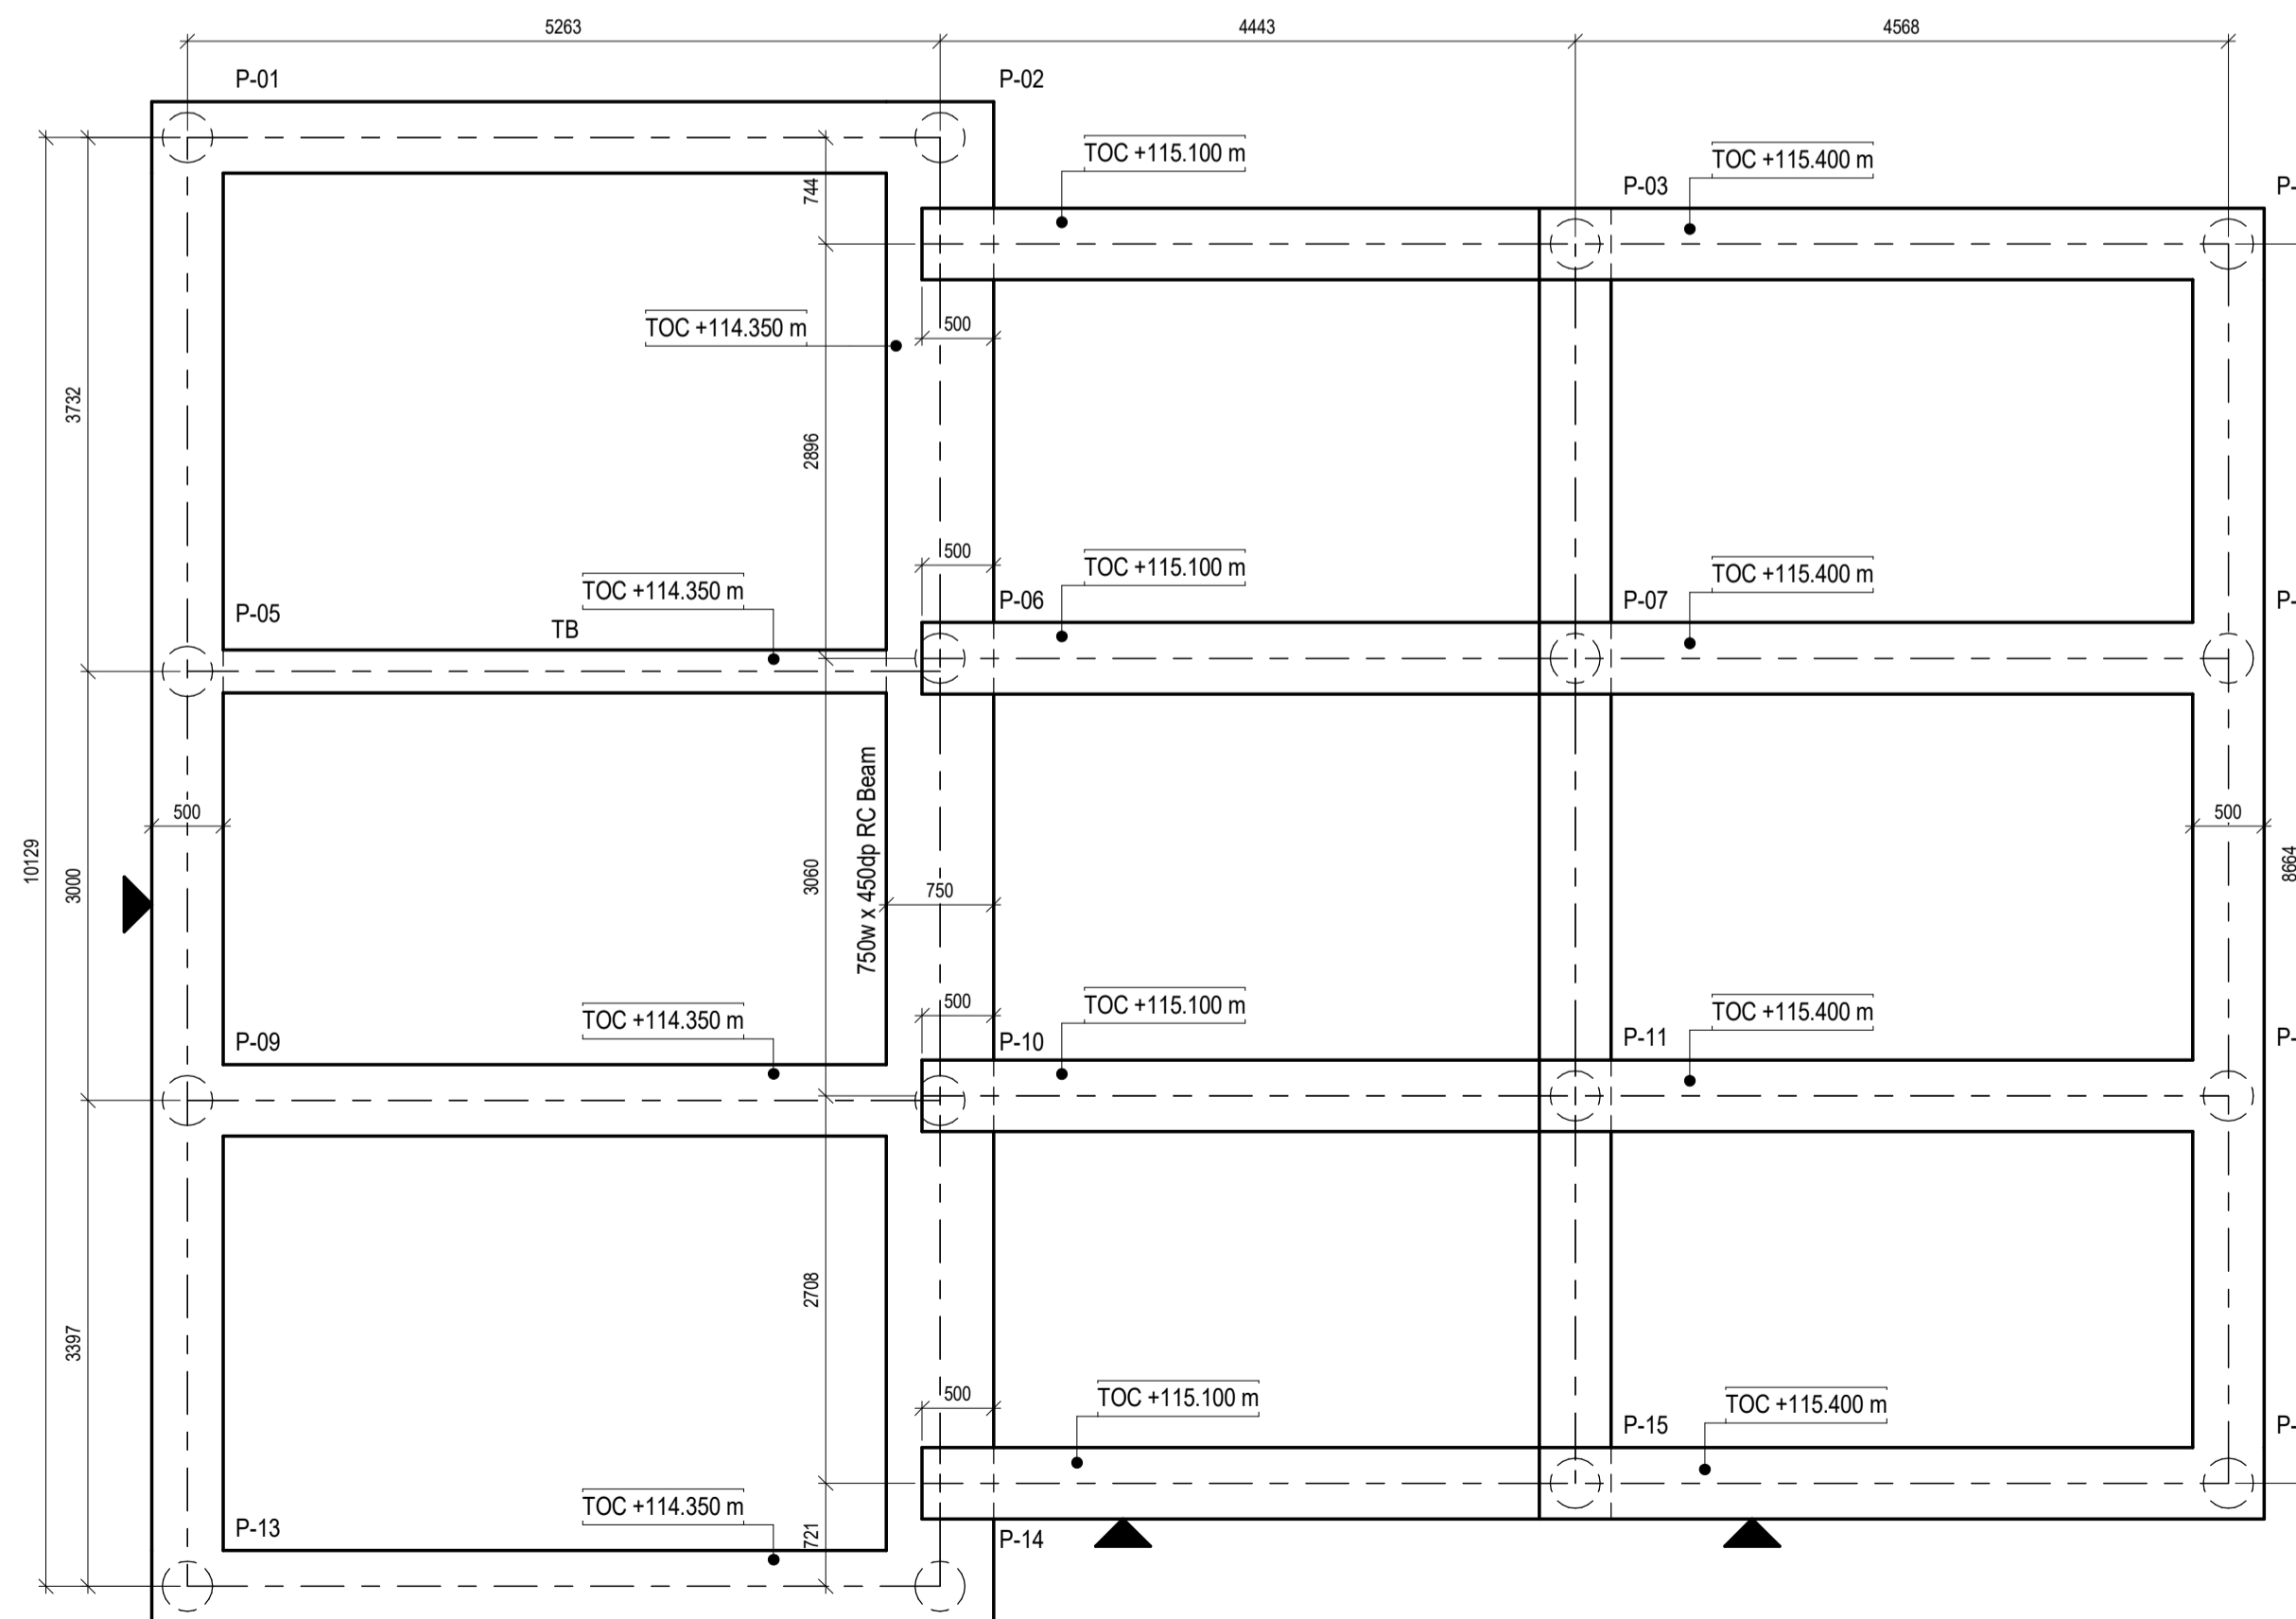 5263
4443
4568
P-01
P-02
TOC +115.100 m
TOC +115.400 m
P-03
P-
744
TOC +114.350 m
500
3732
2896
500
TOC +115.100 m
TOC +115.400 m
TOC +114.350 m
P-05
TB
P-06
P-07
P-
750w x 450dp RC Beam
500
500
10129
3000
3060
750
8664
500
TOC +115.100 m
TOC +115.400 m
TOC +114.350 m
P-09
P-10
P-11
P-
2708
3397
500
TOC +115.100 m
TOC +115.400 m
P-15
P-
TOC +114.350 m
P-13
721
P-14